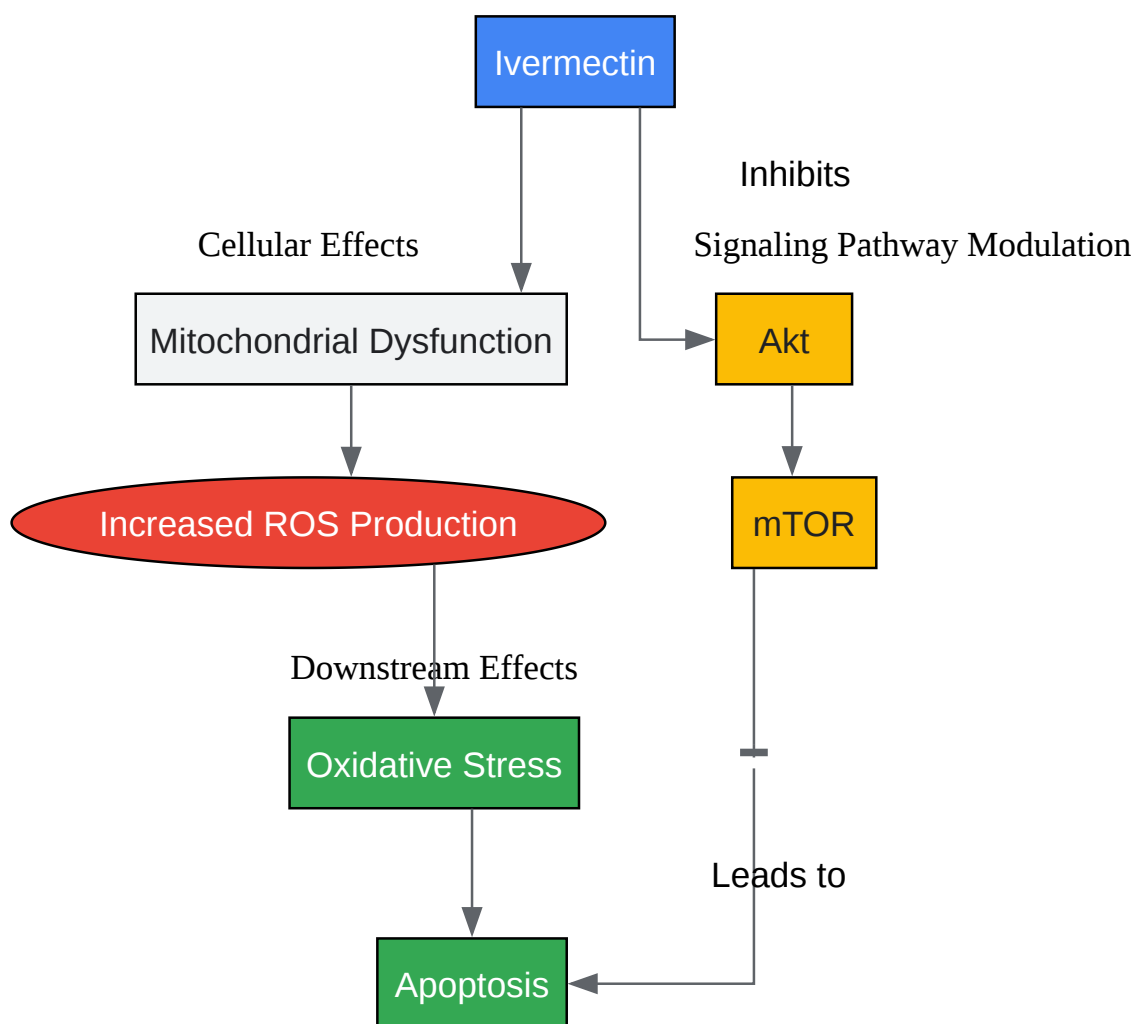 Ivermectin
Inhibits
Cellular Effects
Signaling Pathway Modulation
Mitochondrial Dysfunction
Akt
Increased ROS Production
mTOR
Downstream Effects
Oxidative Stress
Leads to
Apoptosis